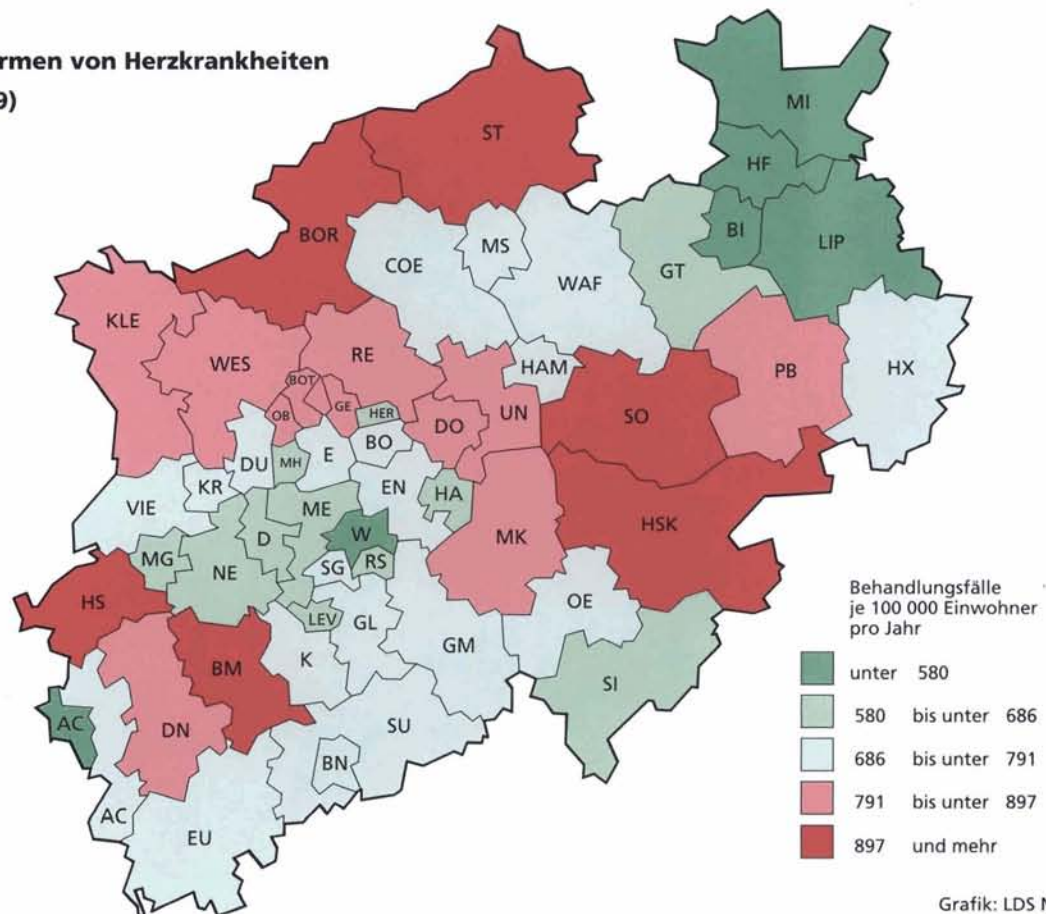 von Herzkrankheiten
MI
ST
HF
BI
LIP
BOR
MS
COE
GT
WAF
KLE
RE
WES
HAM
PB
HX
BOT
GE
OB
HER
UN
SO
DO
BO
E
DU
MH
KR
EN
HA
VIE
ME
HSK
D
W
MK
MG
NE
SG
RS
HS
OE
LEV
GL
GM
K
BM
SI
AC
DN
SU
BN
AC
EU
Behandlungsfälle
je 100 000 Einwohner
pro Jahr
unter 580
580 bis unter 686
686 bis unter 791
791 bis unter 897
897 und mehr
Grafik: LDS